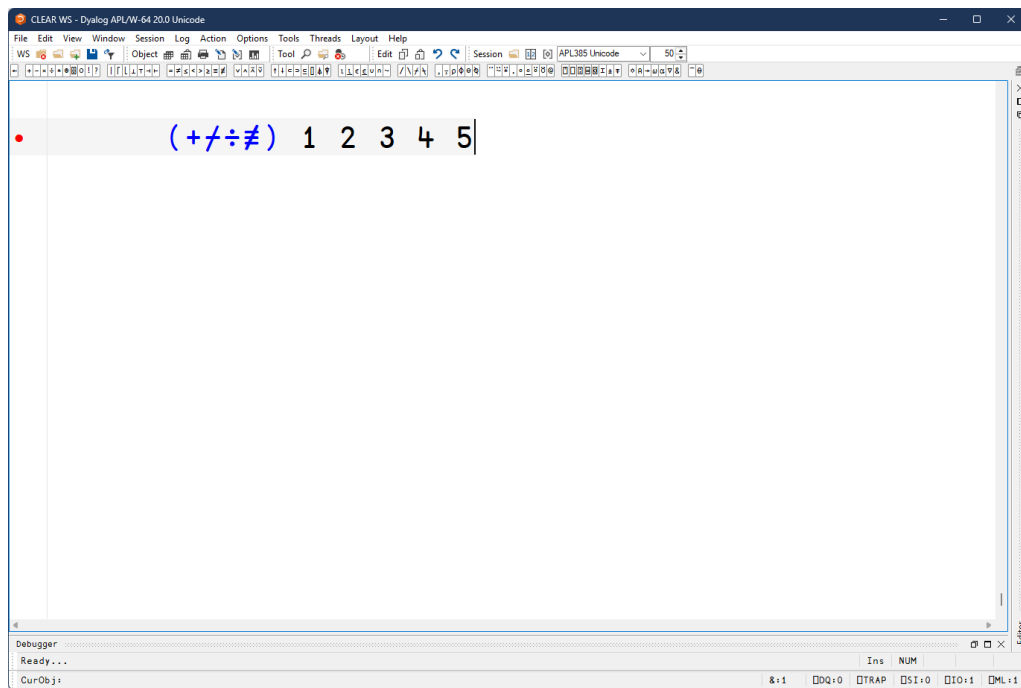 CLEAR WS - Dyalog APL/W-64 20.0 Unicode
File Edit View Window Session Log Action Options Tools Threads Layout Help
WS Object Tool Edit Session APL385 Unicode 50
(+⌿÷≢) 1 2 3 4 5
Editor
Debugger
Ready... Ins NUM
CurObj: &:1 ⎕DQ:0 ⎕TRAP ⎕SI:0 ⎕IO:1 ⎕ML:1